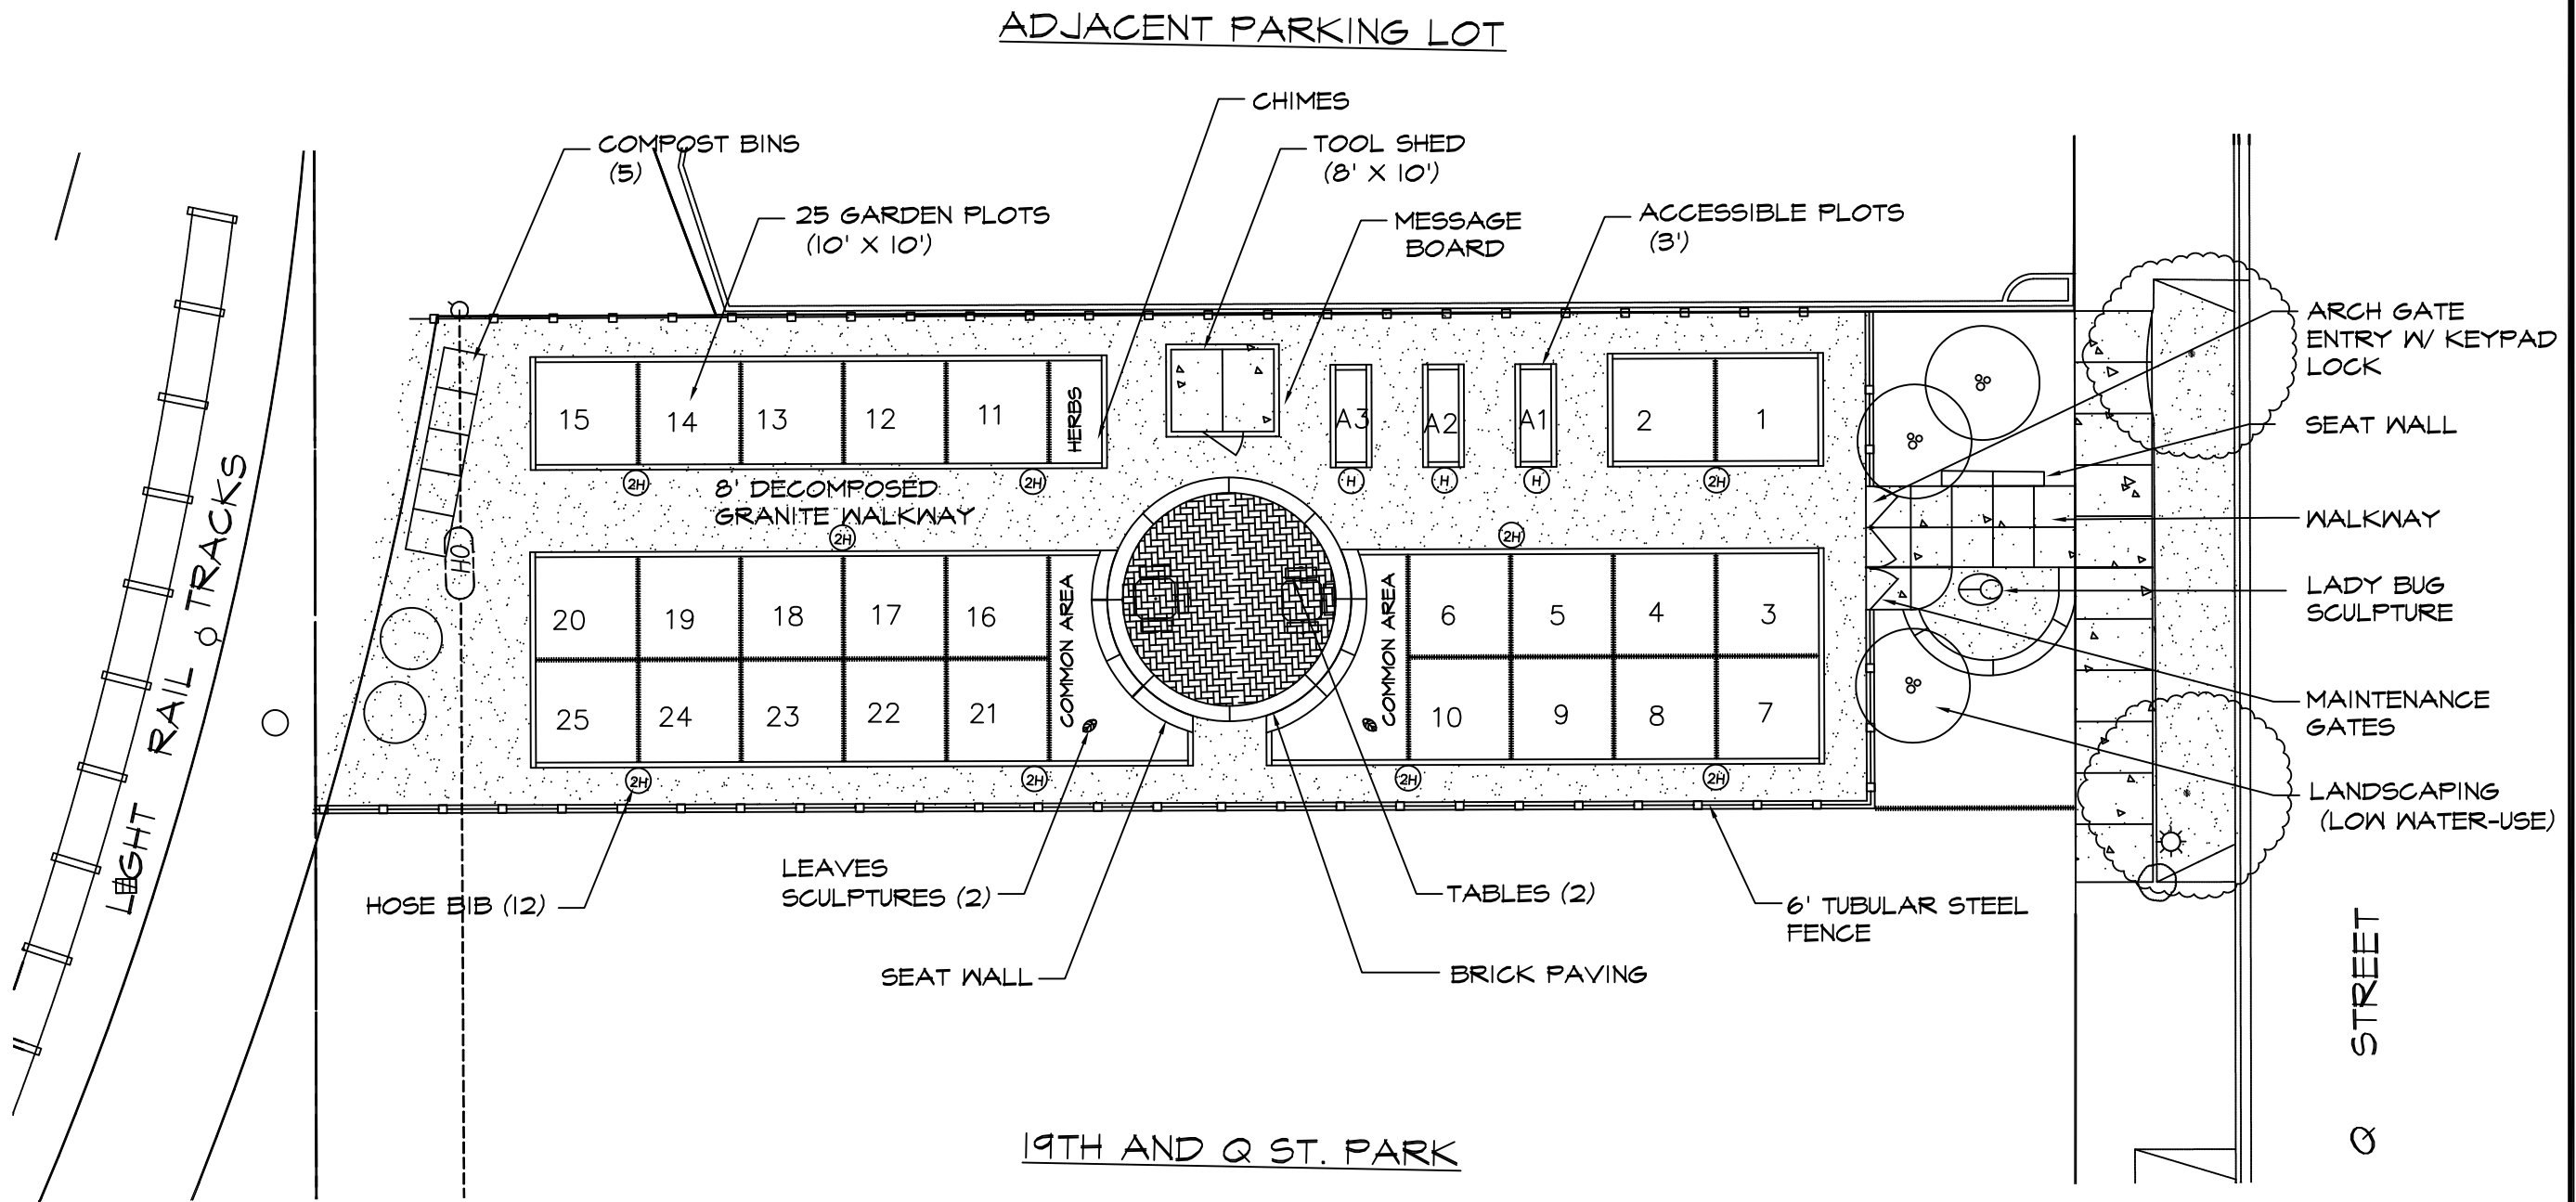 ADJACENT PARKING LOT
CHIMES
COMPOST BINS
(5)
TOOL SHED
(8' X 10')
25 GARDEN PLOTS
(10' X 10')
MESSAGE
BOARD
ACCESSIBLE PLOTS
(3')
ARCH GATE
ENTRY W/ KEYPAD
LOCK
SEAT WALL
WALKWAY
LADY BUG
SCULPTURE
MAINTENANCE
GATES
LANDSCAPING
(LOW WATER-USE)
15 14 13 12 11 HERBS A3 A2 A1 2 1
2H 2H H H H 2H
8' DECOMPOSED
GRANITE WALKWAY
2H 2H
OH
20 19 18 17 16 COMMON AREA COMMON AREA 6 5 4 3
25 24 23 22 21 10 9 8 7
2H 2H 2H 2H
LIGHT RAIL TRACKS
HOSE BIB (12)
LEAVES
SCULPTURES (2)
SEAT WALL
TABLES (2)
BRICK PAVING
6' TUBULAR STEEL
FENCE
Q STREET
19TH AND Q ST. PARK